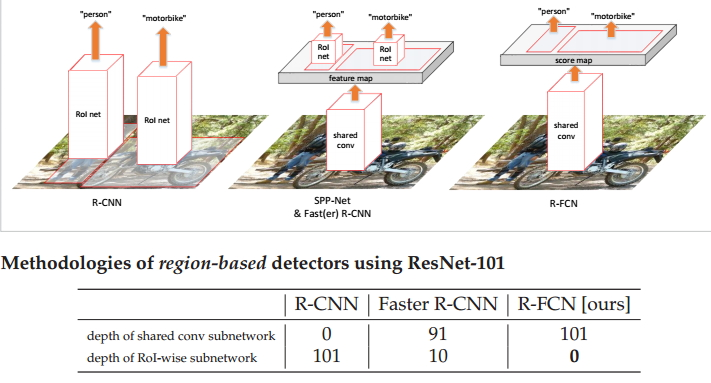 "person" "motorbike"
"person" "motorbike"
"person" "motorbike"
RoI net
RoI net
RoI
net
RoI
net
feature map
score map
shared
conv
shared
conv
R-CNN
SPP-Net
& Fast(er) R-CNN
R-FCN
Methodologies of region-based detectors using ResNet-101
R-CNN Faster R-CNN R-FCN [ours]
depth of shared conv subnetwork 0 91 101
depth of RoI-wise subnetwork 101 10 0